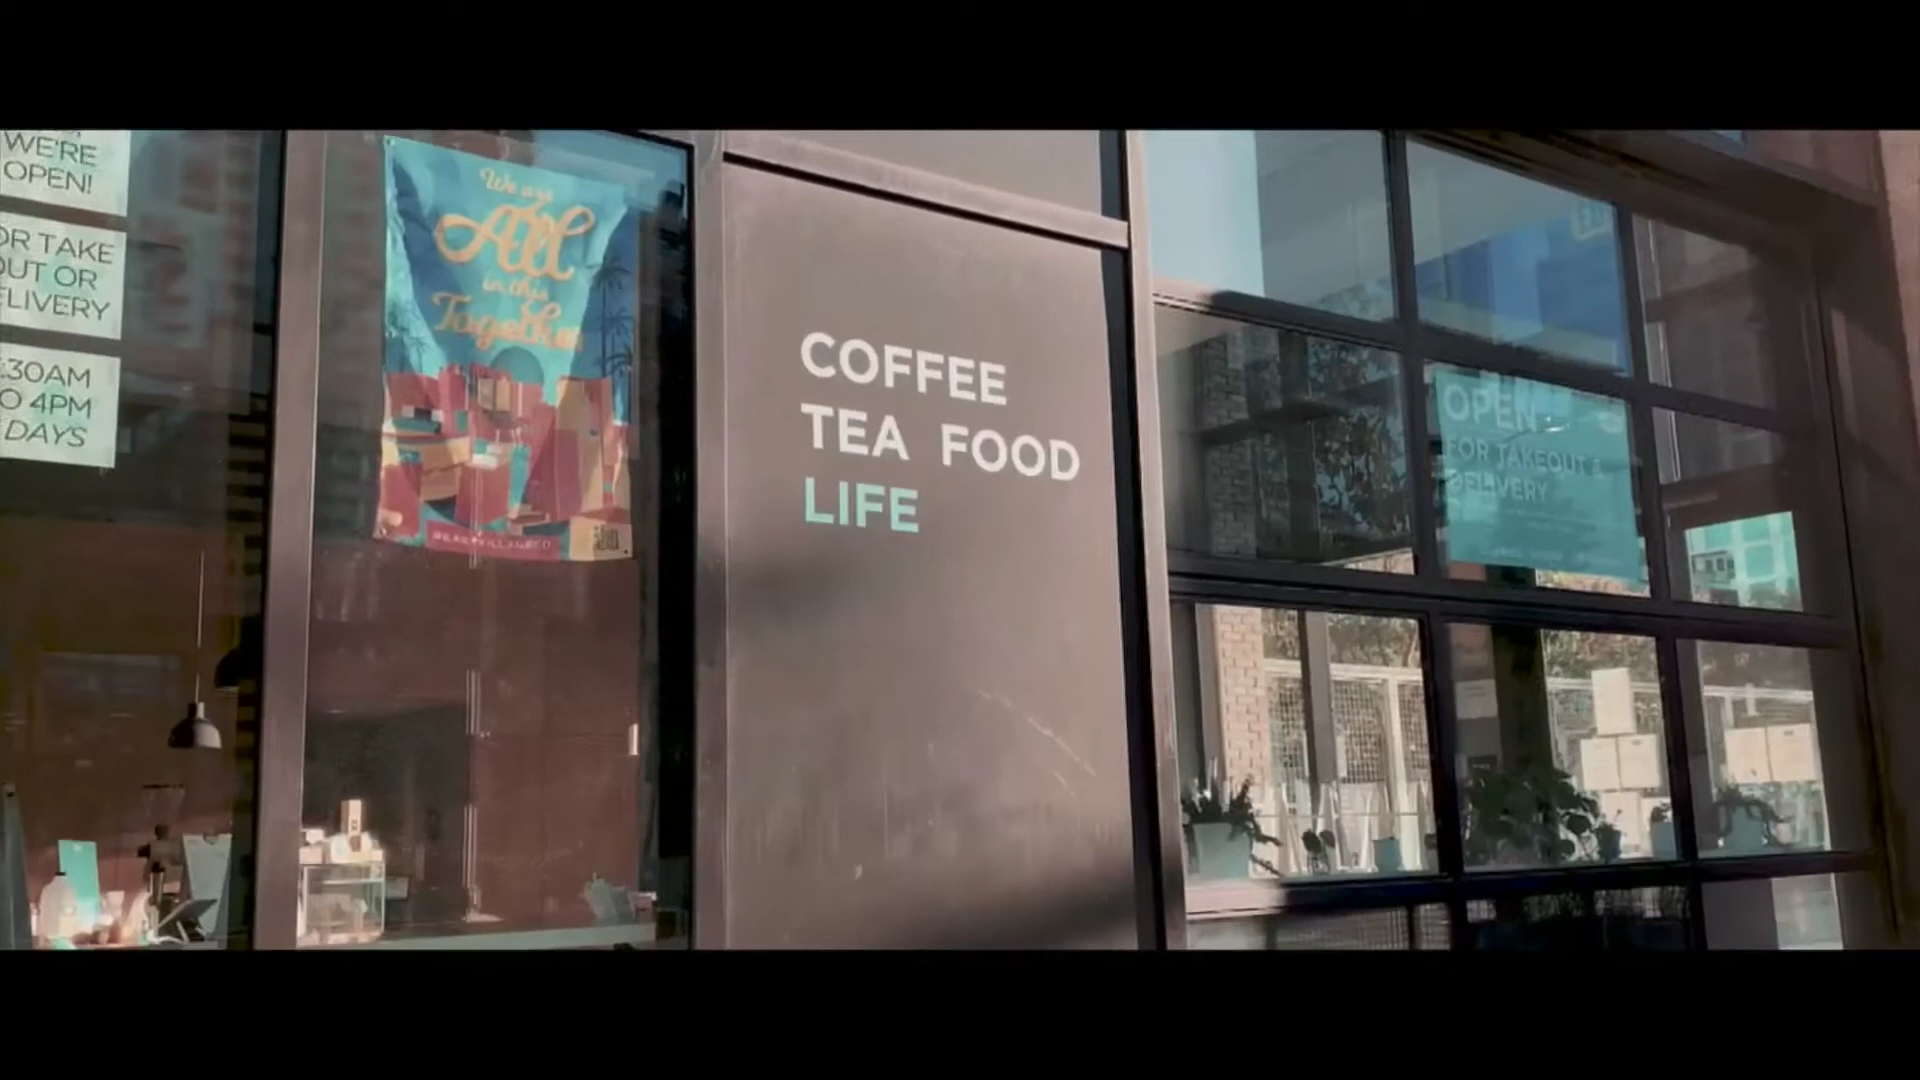 WE'RE
OPEN!
OR TAKE
OUT OR
ELIVERY
:30AM
O 4PM
DAYS
We are
All
in this
Together
COFFEE
TEA FOOD
LIFE
OPEN
FOR TAKEOUT &
DELIVERY